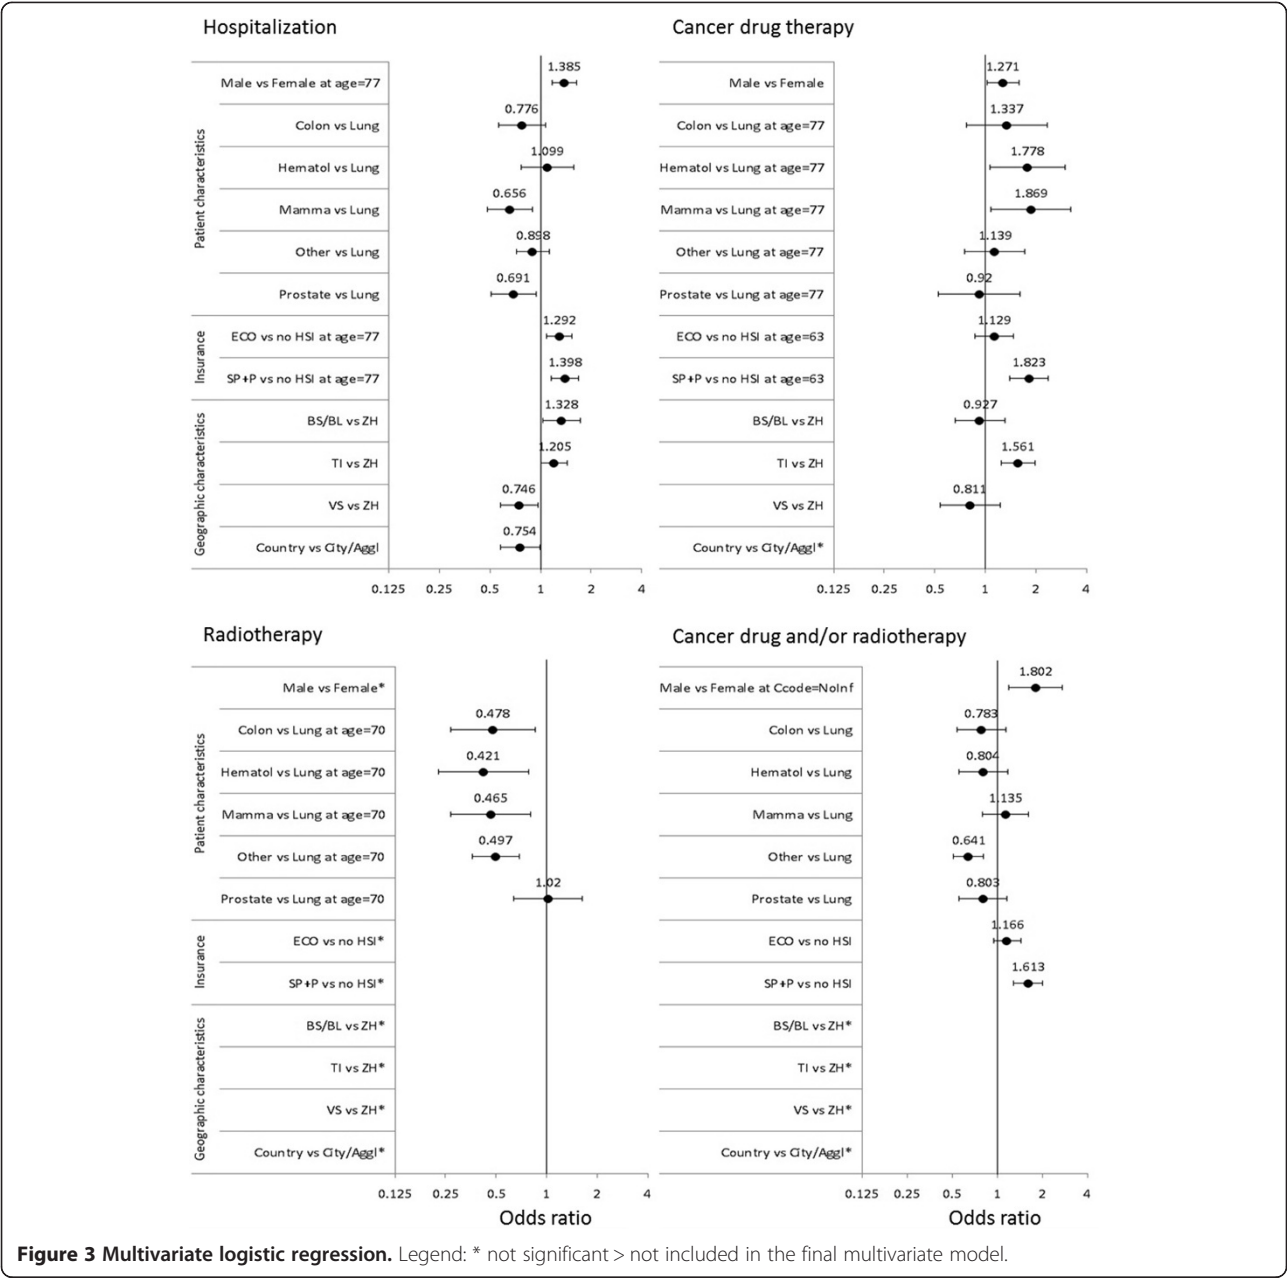 Hospitalization
Patient characteristics
Insurance
Geographic characteristics
Male vs Female at age=77
1.385
Colon vs Lung
0.776
Hematol vs Lung
1.099
Mamma vs Lung
0.656
Other vs Lung
0.898
Prostate vs Lung
0.691
ECO vs no HSI at age=77
1.292
SP+P vs no HSI at age=77
1.398
BS/BL vs ZH
1.328
TI vs ZH
1.205
VS vs ZH
0.746
Country vs City/Aggl
0.754
0.125 0.25 0.5 1 2 4
Cancer drug therapy
Male vs Female
1.271
Colon vs Lung at age=77
1.337
Hematol vs Lung at age=77
1.778
Mamma vs Lung at age=77
1.869
Other vs Lung at age=77
1.139
Prostate vs Lung at age=77
0.92
ECO vs no HSI at age=63
1.129
SP+P vs no HSI at age=63
1.823
BS/BL vs ZH
0.927
TI vs ZH
1.561
VS vs ZH
0.811
Country vs City/Aggl*
0.125 0.25 0.5 1 2 4
Radiotherapy
Patient characteristics
Insurance
Geographic characteristics
Male vs Female*
Colon vs Lung at age=70
0.478
Hematol vs Lung at age=70
0.421
Mamma vs Lung at age=70
0.465
Other vs Lung at age=70
0.497
Prostate vs Lung at age=70
1.02
ECO vs no HSI*
SP+P vs no HSI*
BS/BL vs ZH*
TI vs ZH*
VS vs ZH*
Country vs City/Aggl*
0.125 0.25 0.5 1 2 4
Odds ratio
Cancer drug and/or radiotherapy
Male vs Female at Ccode=NoInf
1.802
Colon vs Lung
0.783
Hematol vs Lung
0.804
Mamma vs Lung
1.135
Other vs Lung
0.641
Prostate vs Lung
0.803
ECO vs no HSI
1.166
SP+P vs no HSI
1.613
BS/BL vs ZH*
TI vs ZH*
VS vs ZH*
Country vs City/Aggl*
0.125 0.25 0.5 1 2 4
Odds ratio
Figure 3 Multivariate logistic regression. Legend: * not significant > not included in the final multivariate model.